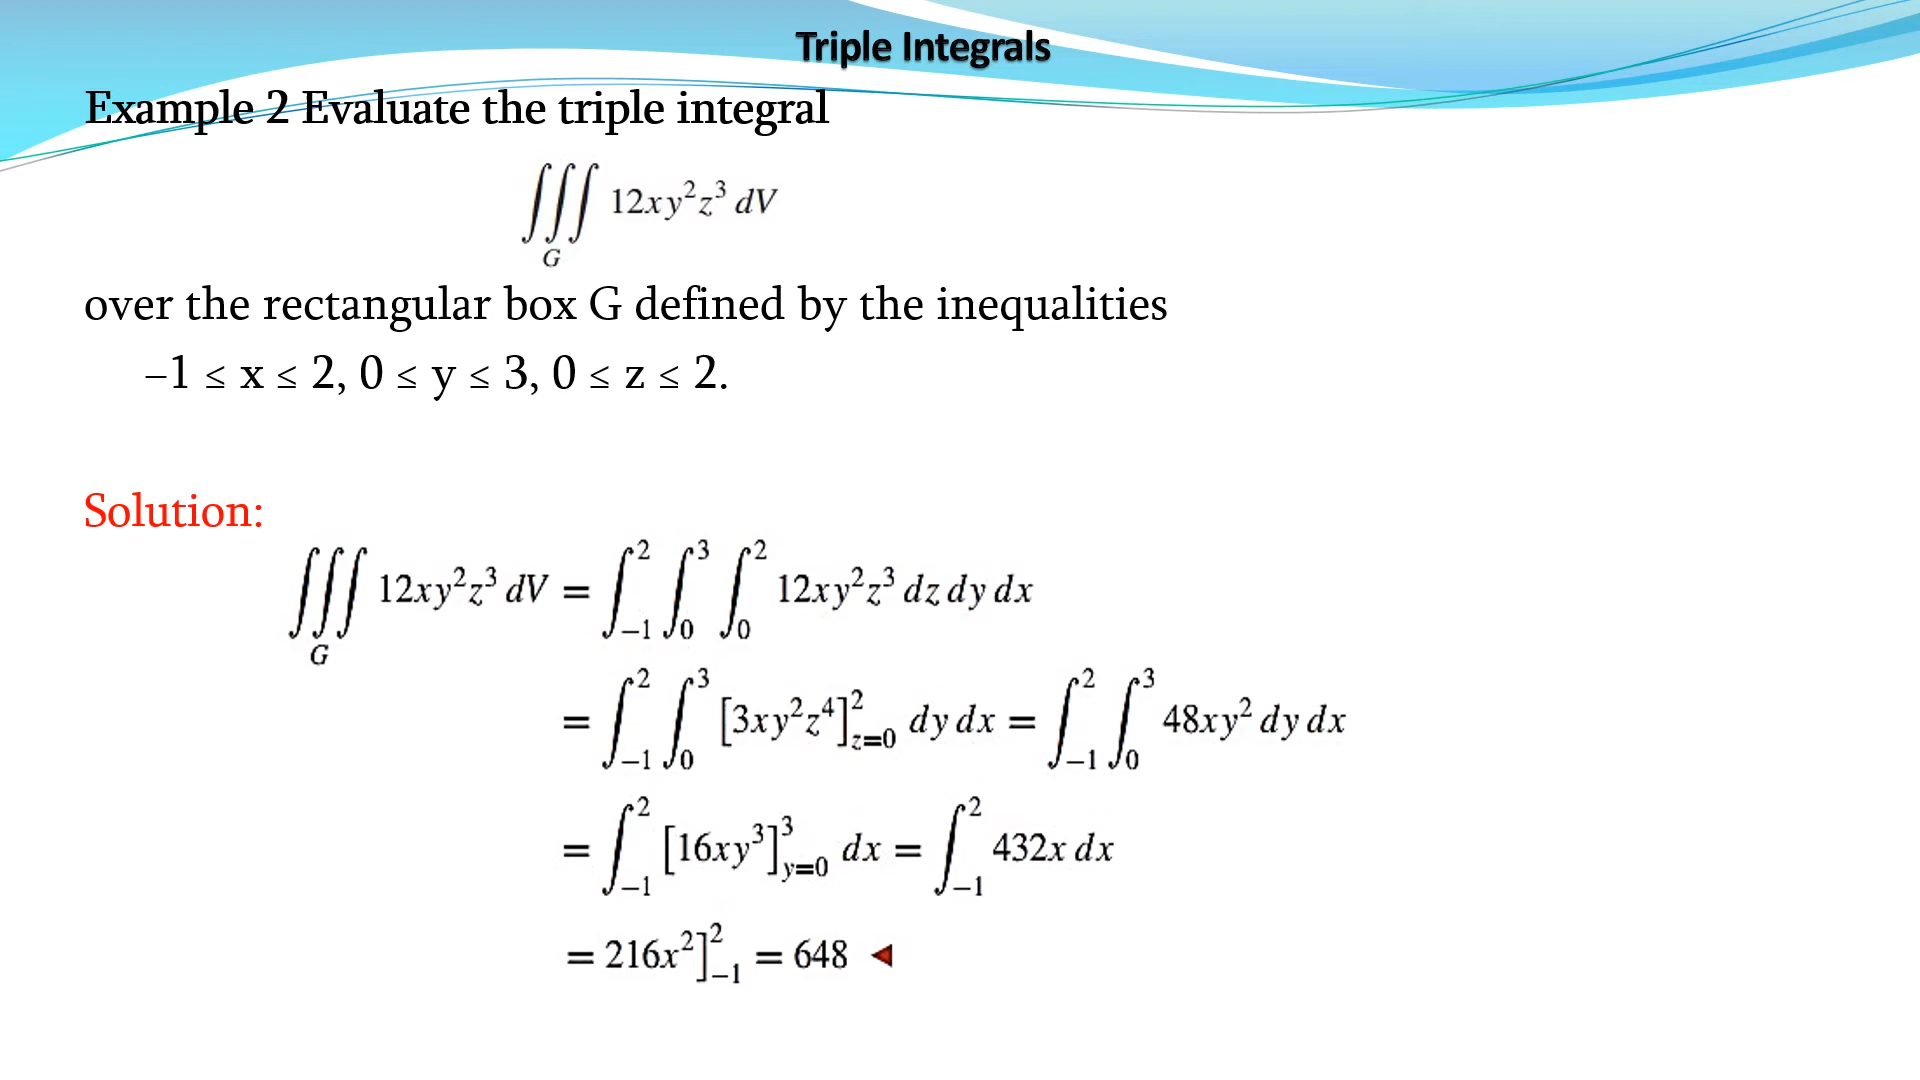 Triple Integrals
Example 2 Evaluate the triple integral
∭_G 12xy²z³ dV
over the rectangular box G defined by the inequalities
–1 ≤ x ≤ 2, 0 ≤ y ≤ 3, 0 ≤ z ≤ 2.
Solution:
∭_G 12xy²z³ dV = ∫_{−1}^{2} ∫_{0}^{3} ∫_{0}^{2} 12xy²z³ dz dy dx
= ∫_{−1}^{2} ∫_{0}^{3} [3xy²z⁴]_{z=0}^{2} dy dx = ∫_{−1}^{2} ∫_{0}^{3} 48xy² dy dx
= ∫_{−1}^{2} [16xy³]_{y=0}^{3} dx = ∫_{−1}^{2} 432x dx
= 216x²]_{−1}^{2} = 648 ◄